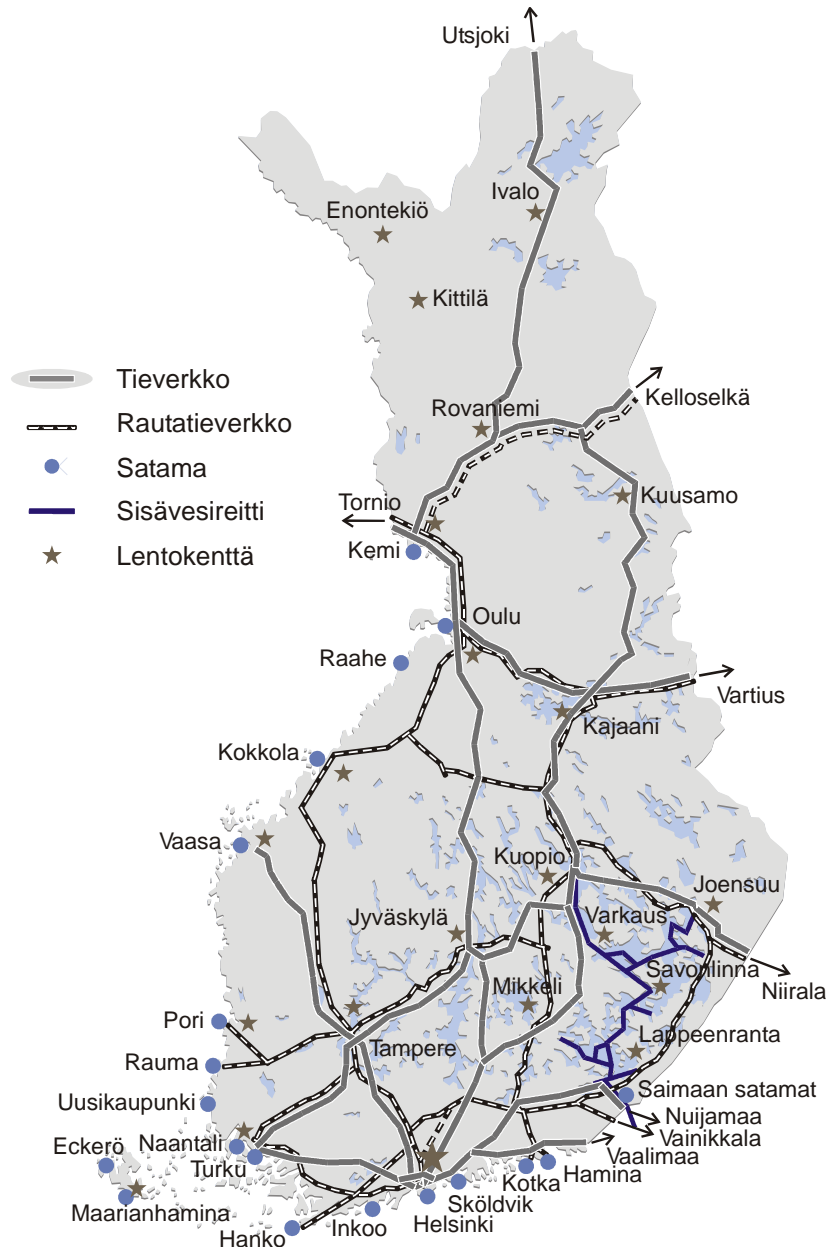 Utsjoki
Ivalo
Enontekiö
Kittilä
Tieverkko
Rautatieverkko
Satama
Sisävesireitti
Lentokenttä
Kelloselkä
Rovaniemi
Kuusamo
Tornio
Kemi
Oulu
Raahe
Vartius
Kajaani
Kokkola
Vaasa
Kuopio
Joensuu
Jyväskylä
Varkaus
Savonlinna
Niirala
Mikkeli
Pori
Lappeenranta
Tampere
Rauma
Saimaan satamat
Uusikaupunki
Nuijamaa
Vainikkala
Naantali
Eckerö
Vaalimaa
Turku
Hamina
Kotka
Sköldvik
Maarianhamina
Helsinki
Inkoo
Hanko